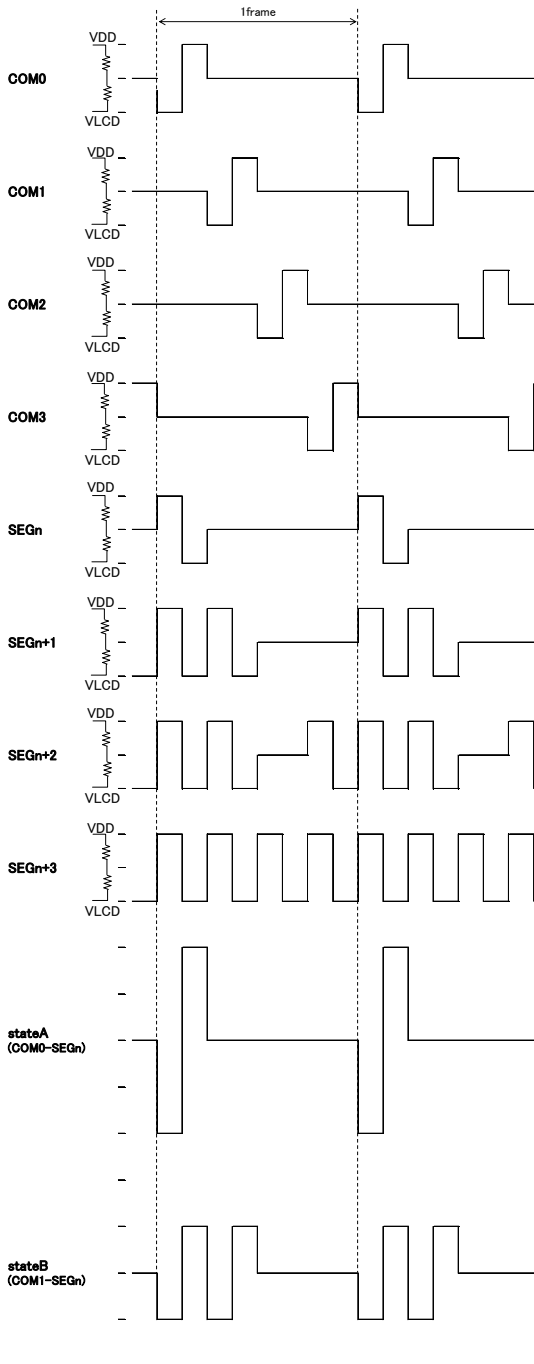 1frame
VDD
COM0
VLCD
VDD
COM1
VLCD
VDD
COM2
VLCD
VDD
COM3
VLCD
VDD
SEGn
VLCD
VDD
SEGn+1
VLCD
VDD
SEGn+2
VLCD
VDD
SEGn+3
VLCD
stateA
(COM0-SEGn)
stateB
(COM1-SEGn)